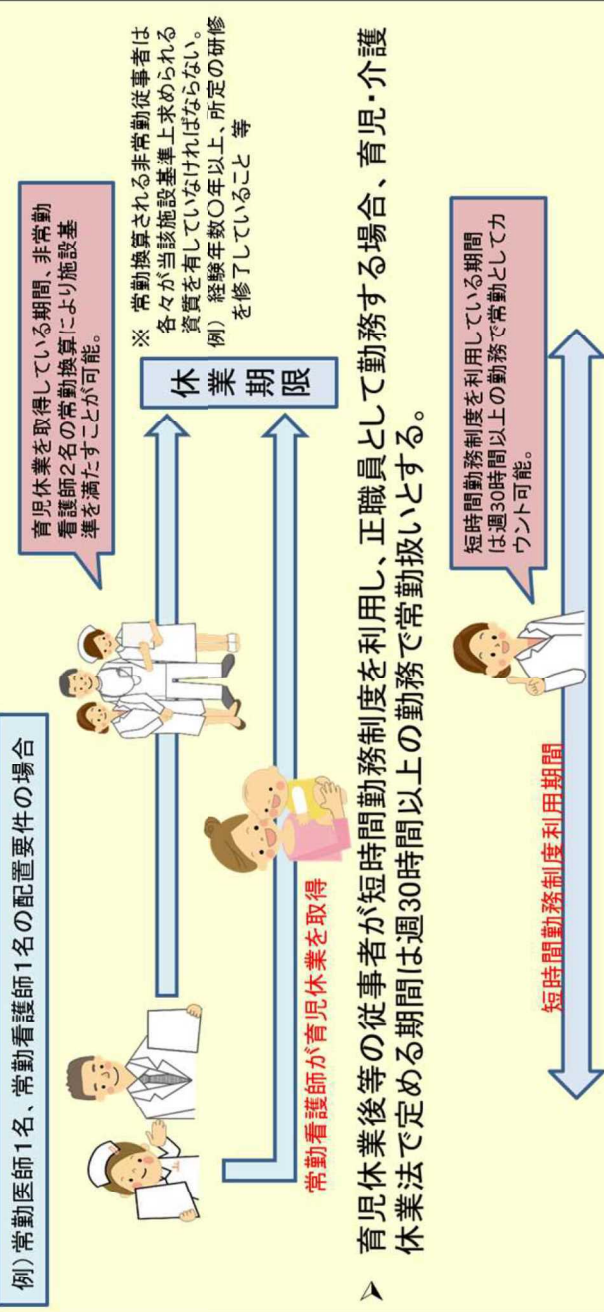 例)常勤医師1名、常勤看護師1名の配置要件の場合
育児休業を取得している期間、非常勤
看護師2名の常勤換算により施設基
準を満たすことが可能。
※ 常勤換算される非常勤従事者は
各々が当該施設基準上求められる
資質を有していなければならない。
例) 経験年数〇年以上、所定の研修
を修了していること 等
休業期限
常勤看護師が育児休業を取得
➢ 育児休業後等の従事者が短時間勤務制度を利用し、正職員として勤務する場合、育児・介護
休業法で定める期間は週30時間以上の勤務で常勤扱いとする。
短時間勤務制度を利用している期間
は週30時間以上の勤務で常勤としてカ
ウント可能。
短時間勤務制度利用期間